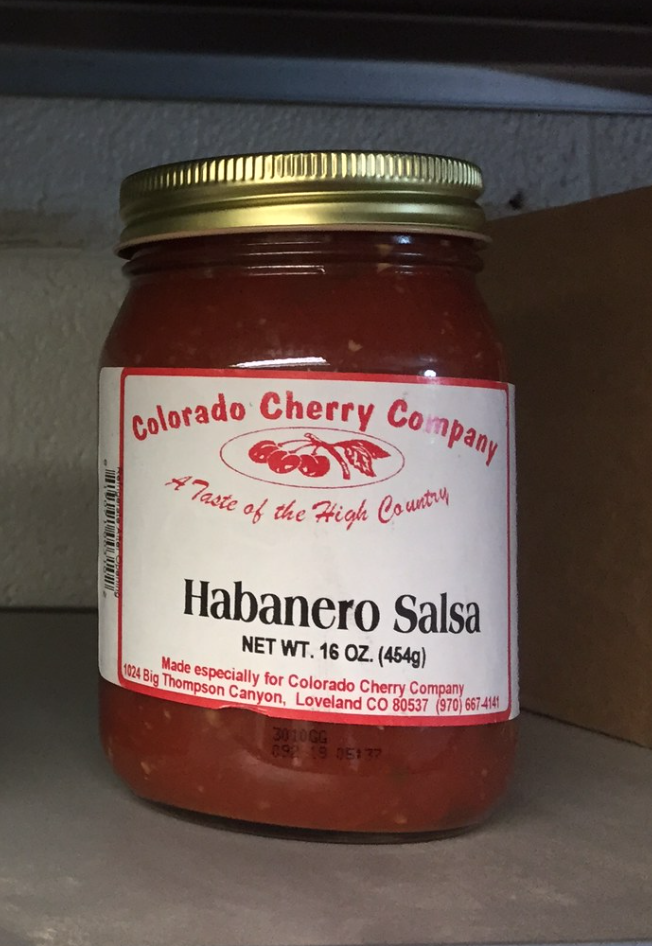 Colorado Cherry Company
A Taste of the High Country
Habanero Salsa
NET WT. 16 OZ. (454g)
Made especially for Colorado Cherry Company
1024 Big Thompson Canyon, Loveland CO 80537 (970) 667-4141
3010GG